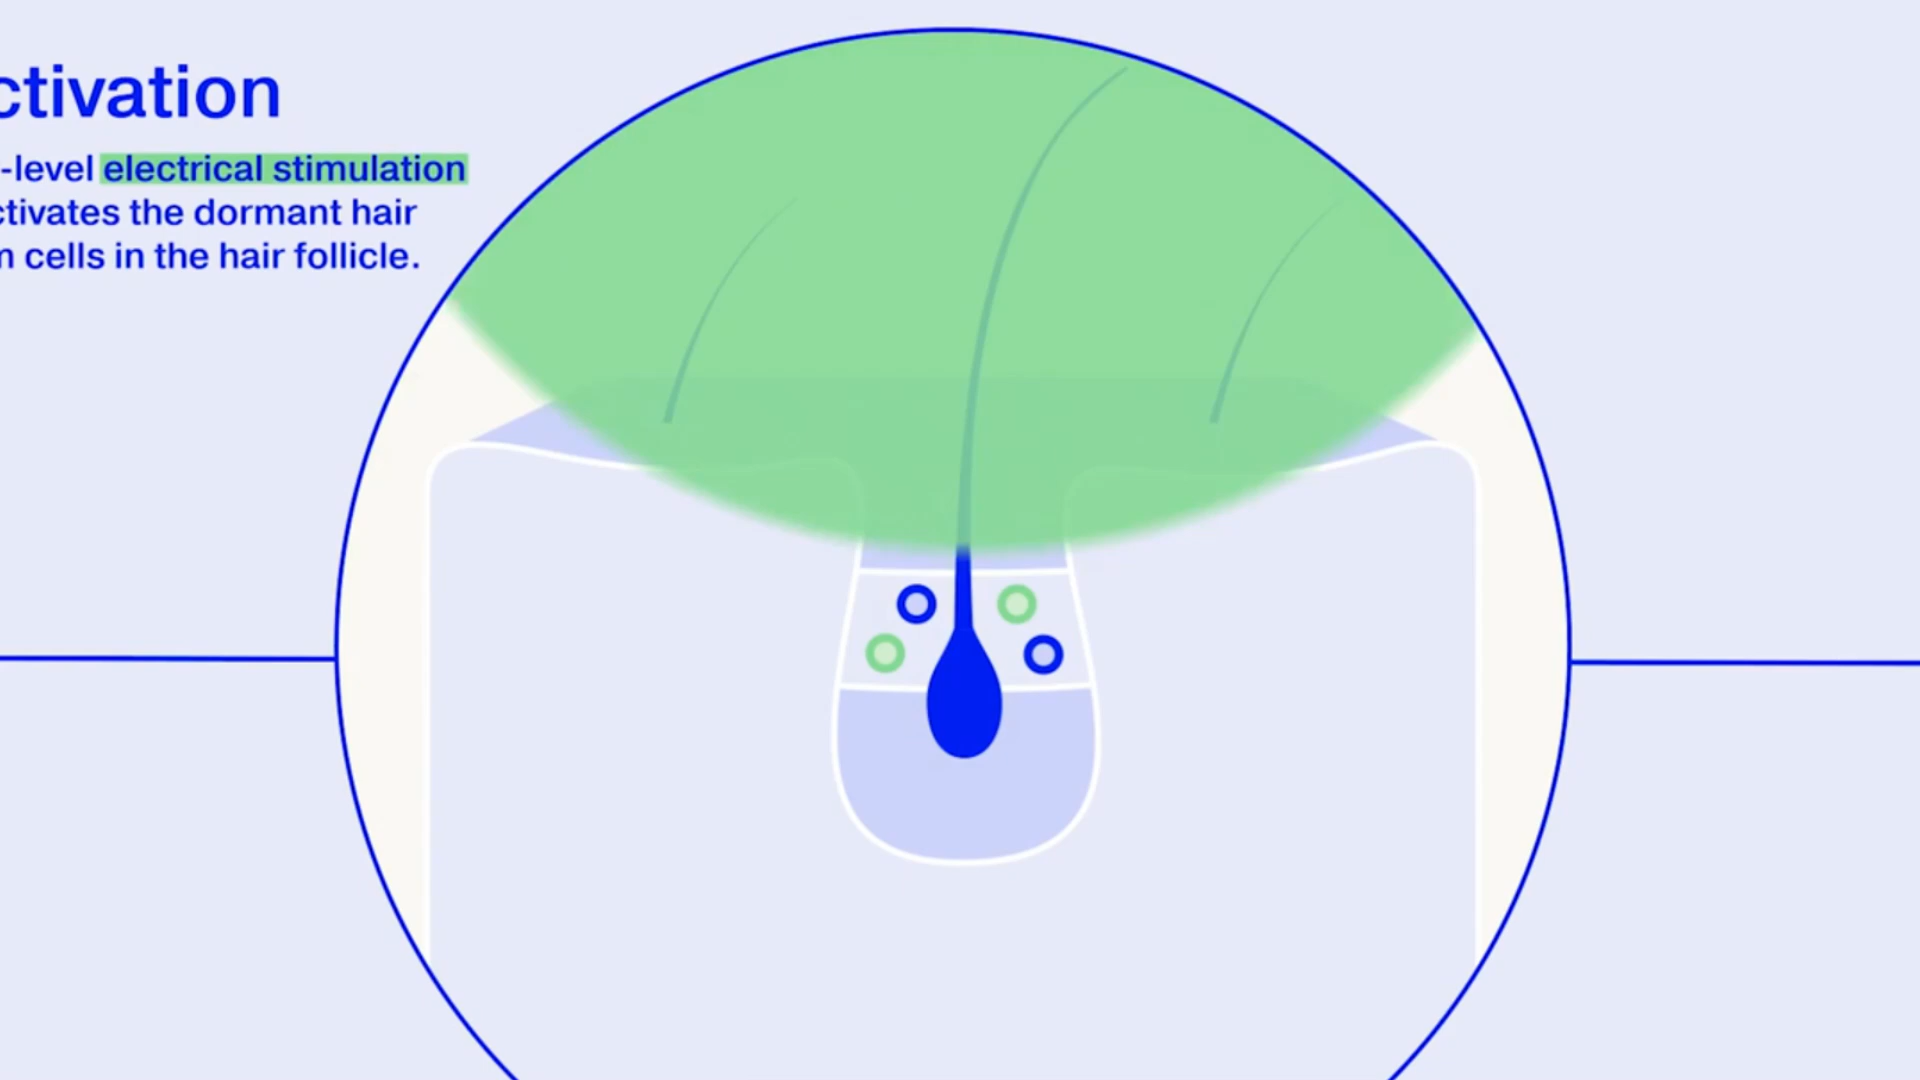 ctivation
-level electrical stimulation
ctivates the dormant hair
n cells in the hair follicle.